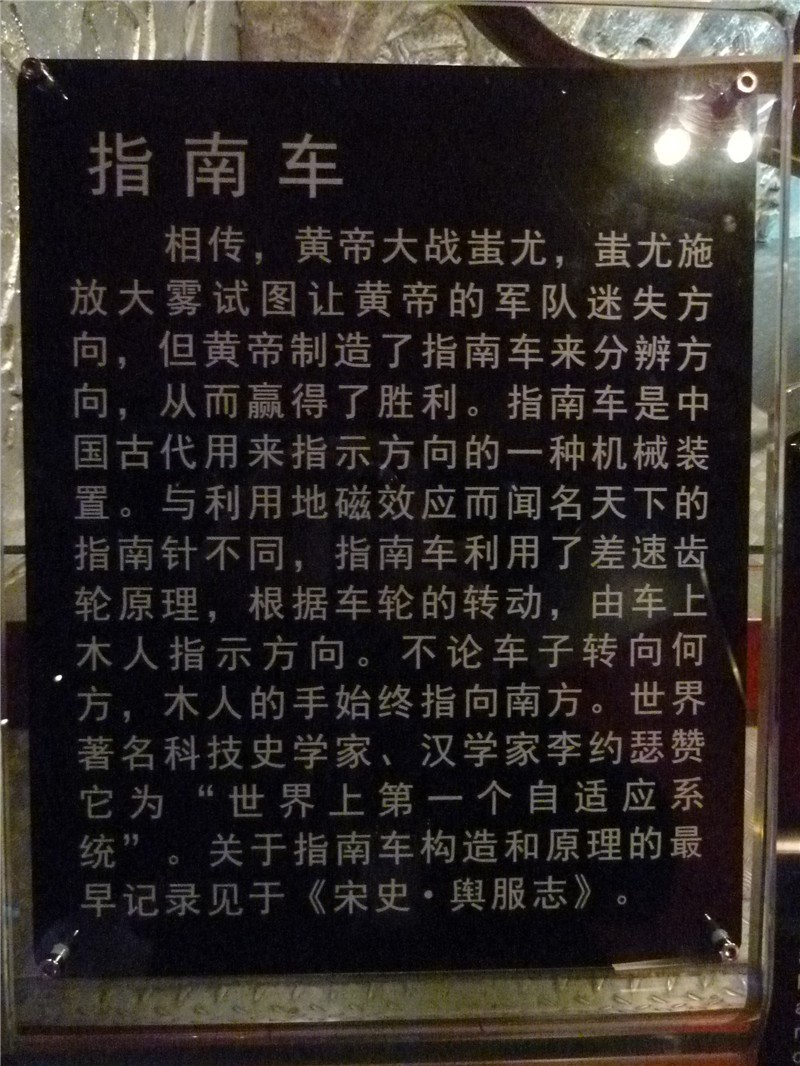 指南车
相传，黄帝大战蚩尤，蚩尤施
放大雾试图让黄帝的军队迷失方
向，但黄帝制造了指南车来分辨方
向，从而赢得了胜利。指南车是中
国古代用来指示方向的一种机械装
置。与利用地磁效应而闻名天下的
指南针不同，指南车利用了差速齿
轮原理，根据车轮的转动，由车上
木人指示方向。不论车子转向何
方，木人的手始终指向南方。世界
著名科技史学家、汉学家李约瑟赞
它为“世界上第一个自适应系
统”。关于指南车构造和原理的最
早记录见于《宋史·舆服志》。